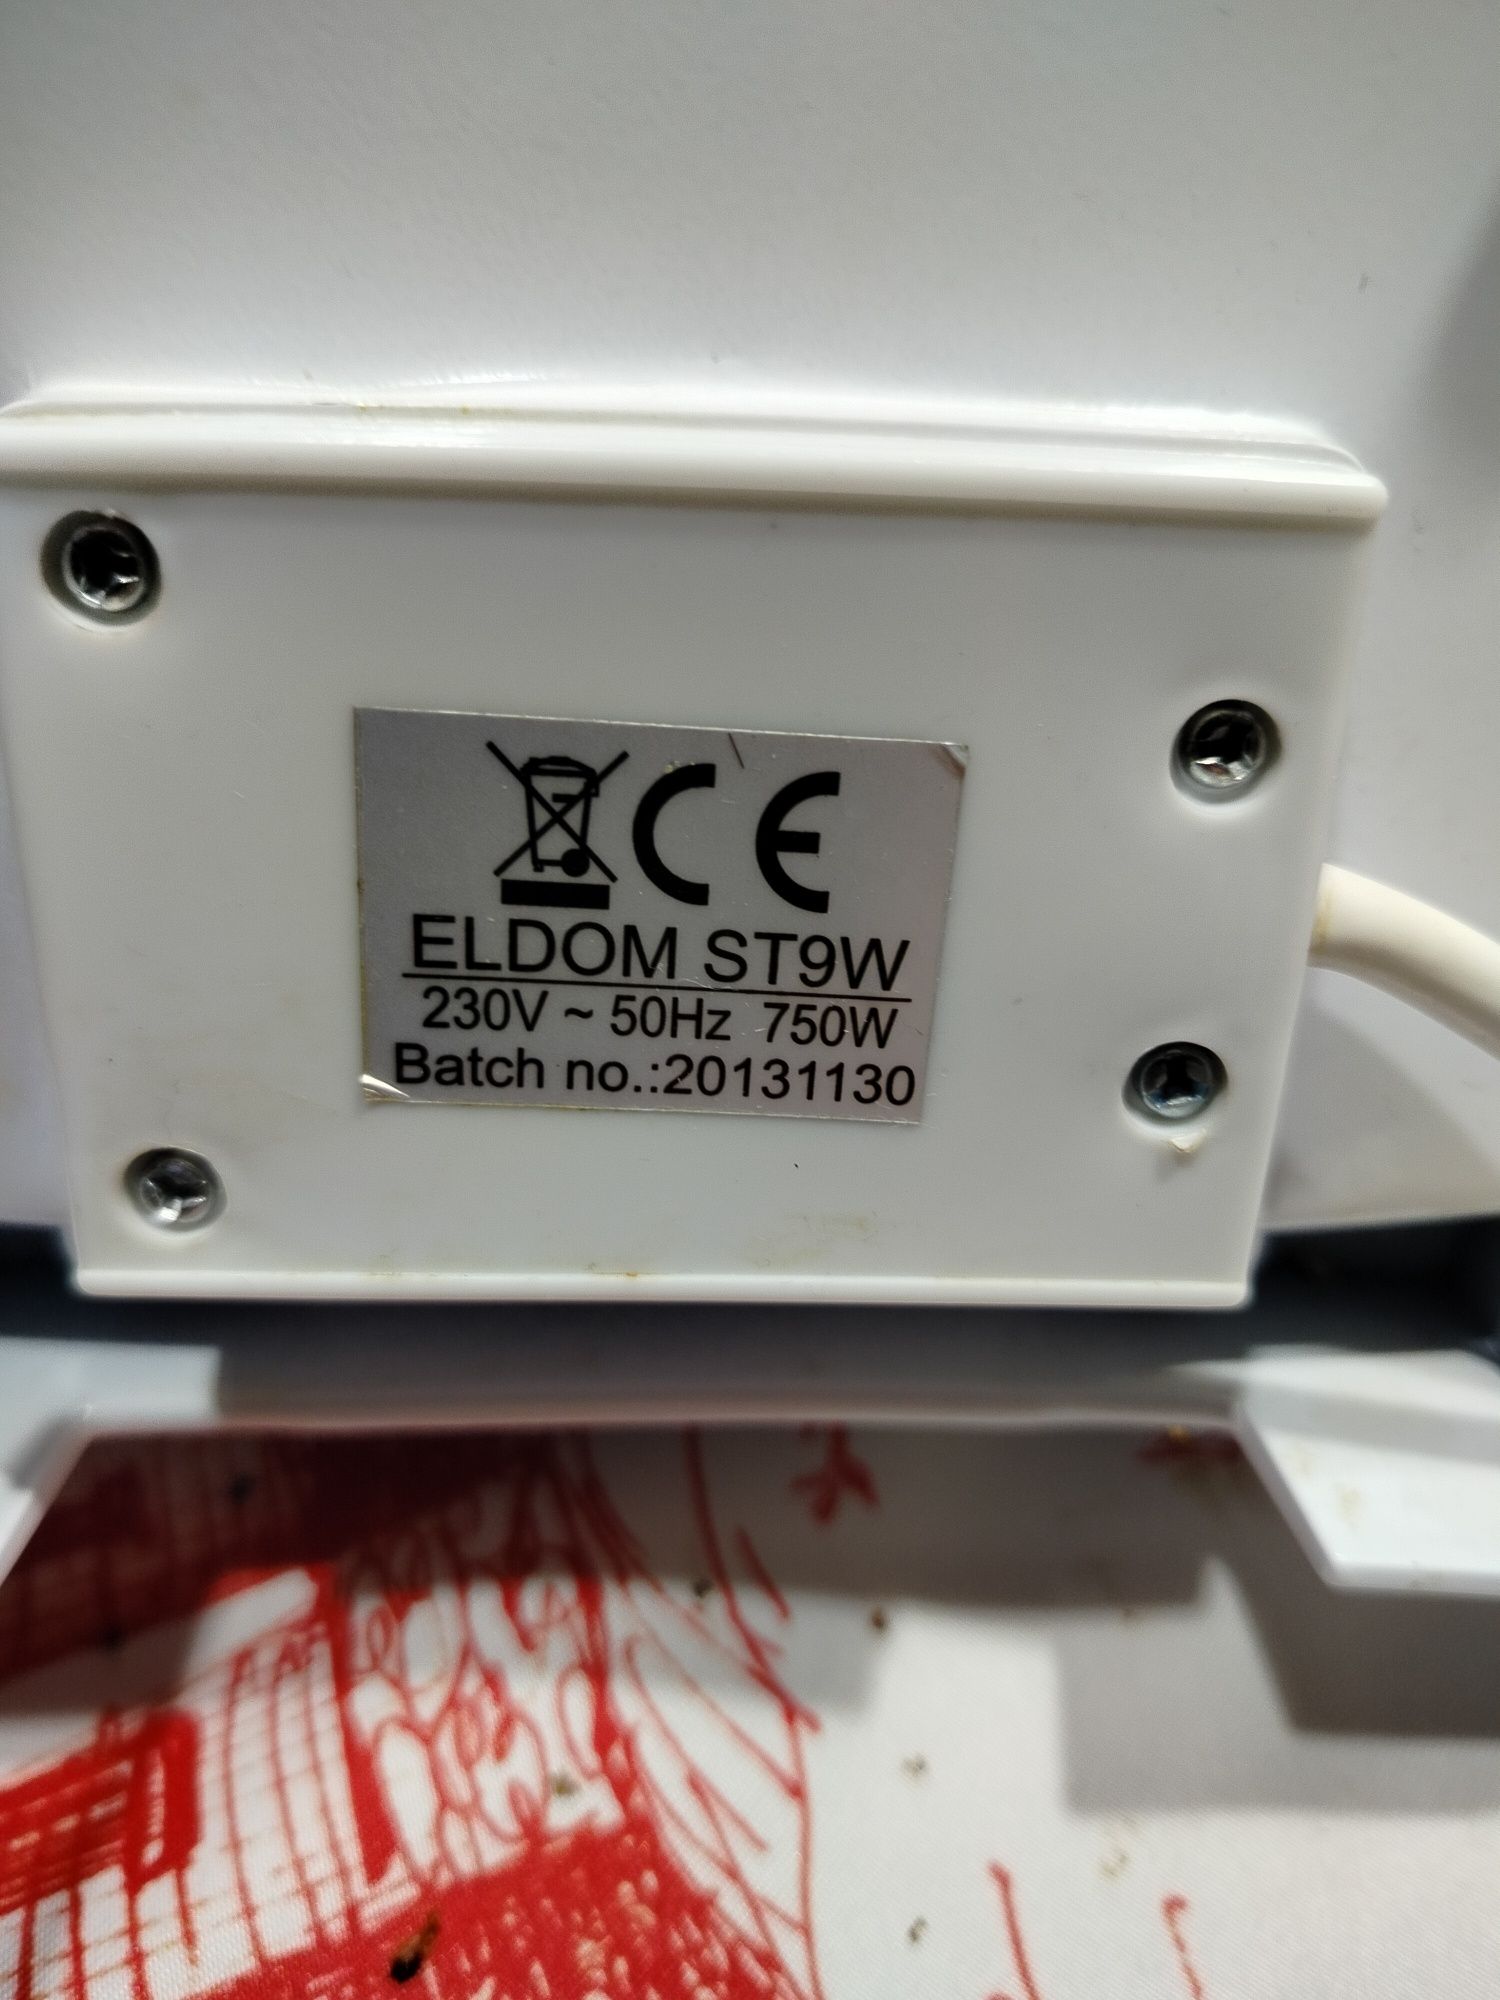 CE
ELDOM ST9W
230V ~ 50Hz 750W
Batch no.:20131130